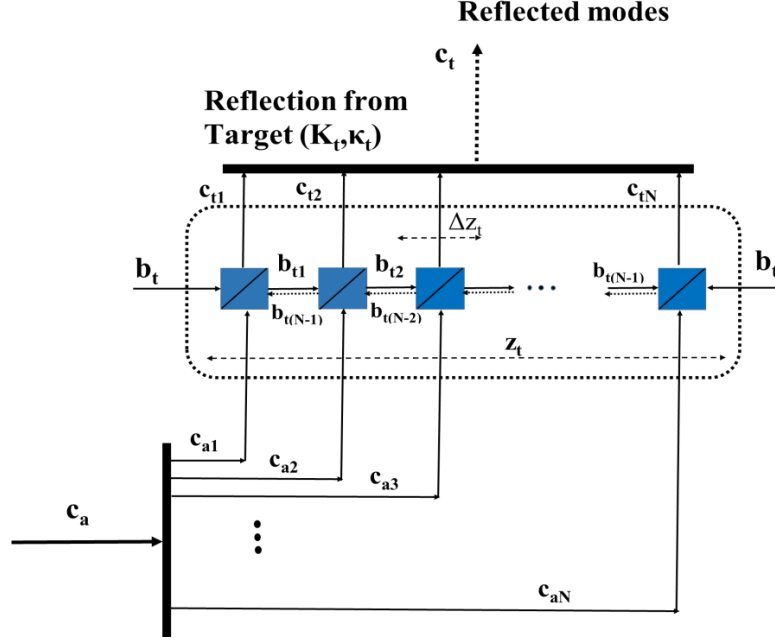 Reflected modes
c_t
Reflection from
Target (K_t,κ_t)
c_t1
c_t2
c_tN
Δz_t
b_t
b_t1
b_t2
b_t(N-1)
b_t
b_t(N-1)
b_t(N-2)
z_t
c_a1
c_a2
c_a3
c_a
c_aN